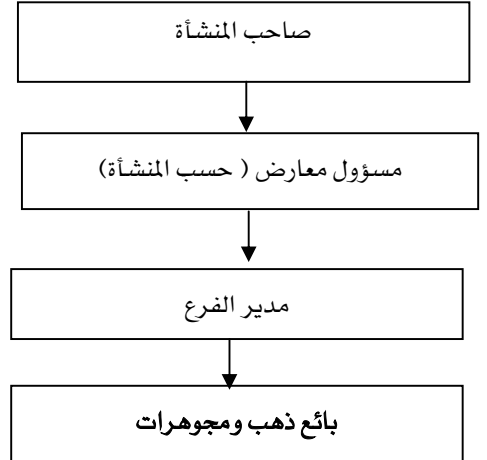 صاحب المنشأة
مسؤول معارض ( حسب المنشأة)
مدير الفرع
بائع ذهب ومجوهرات